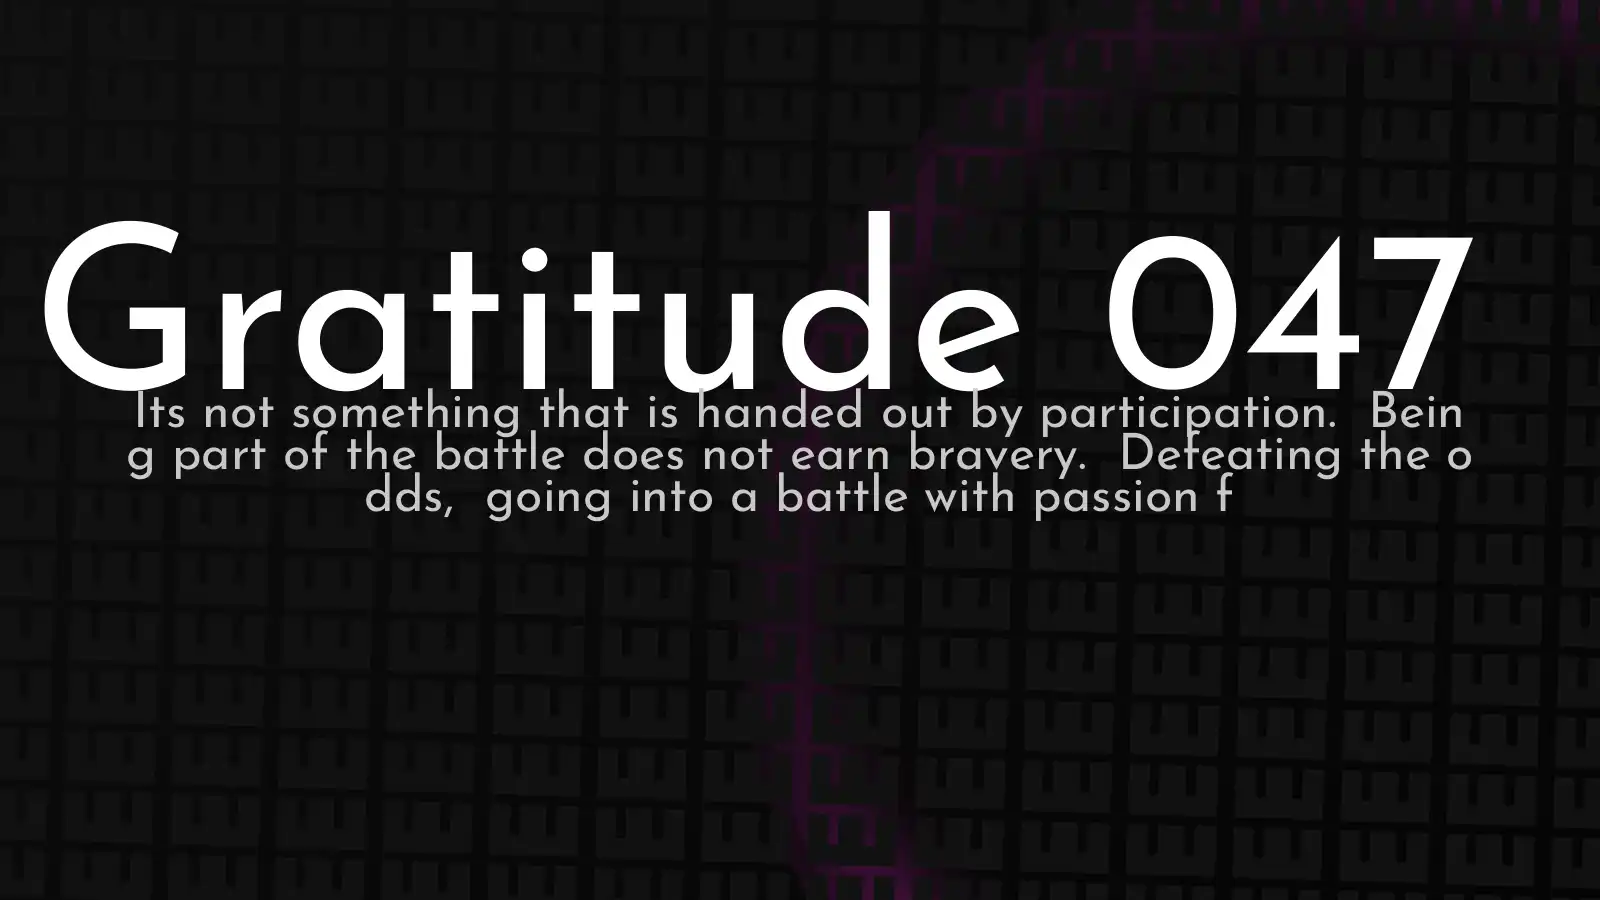 Gratitude 047
Its not something that is handed out by participation.  Bein
g part of the battle does not earn bravery.  Defeating the o
dds,  going into a battle with passion f